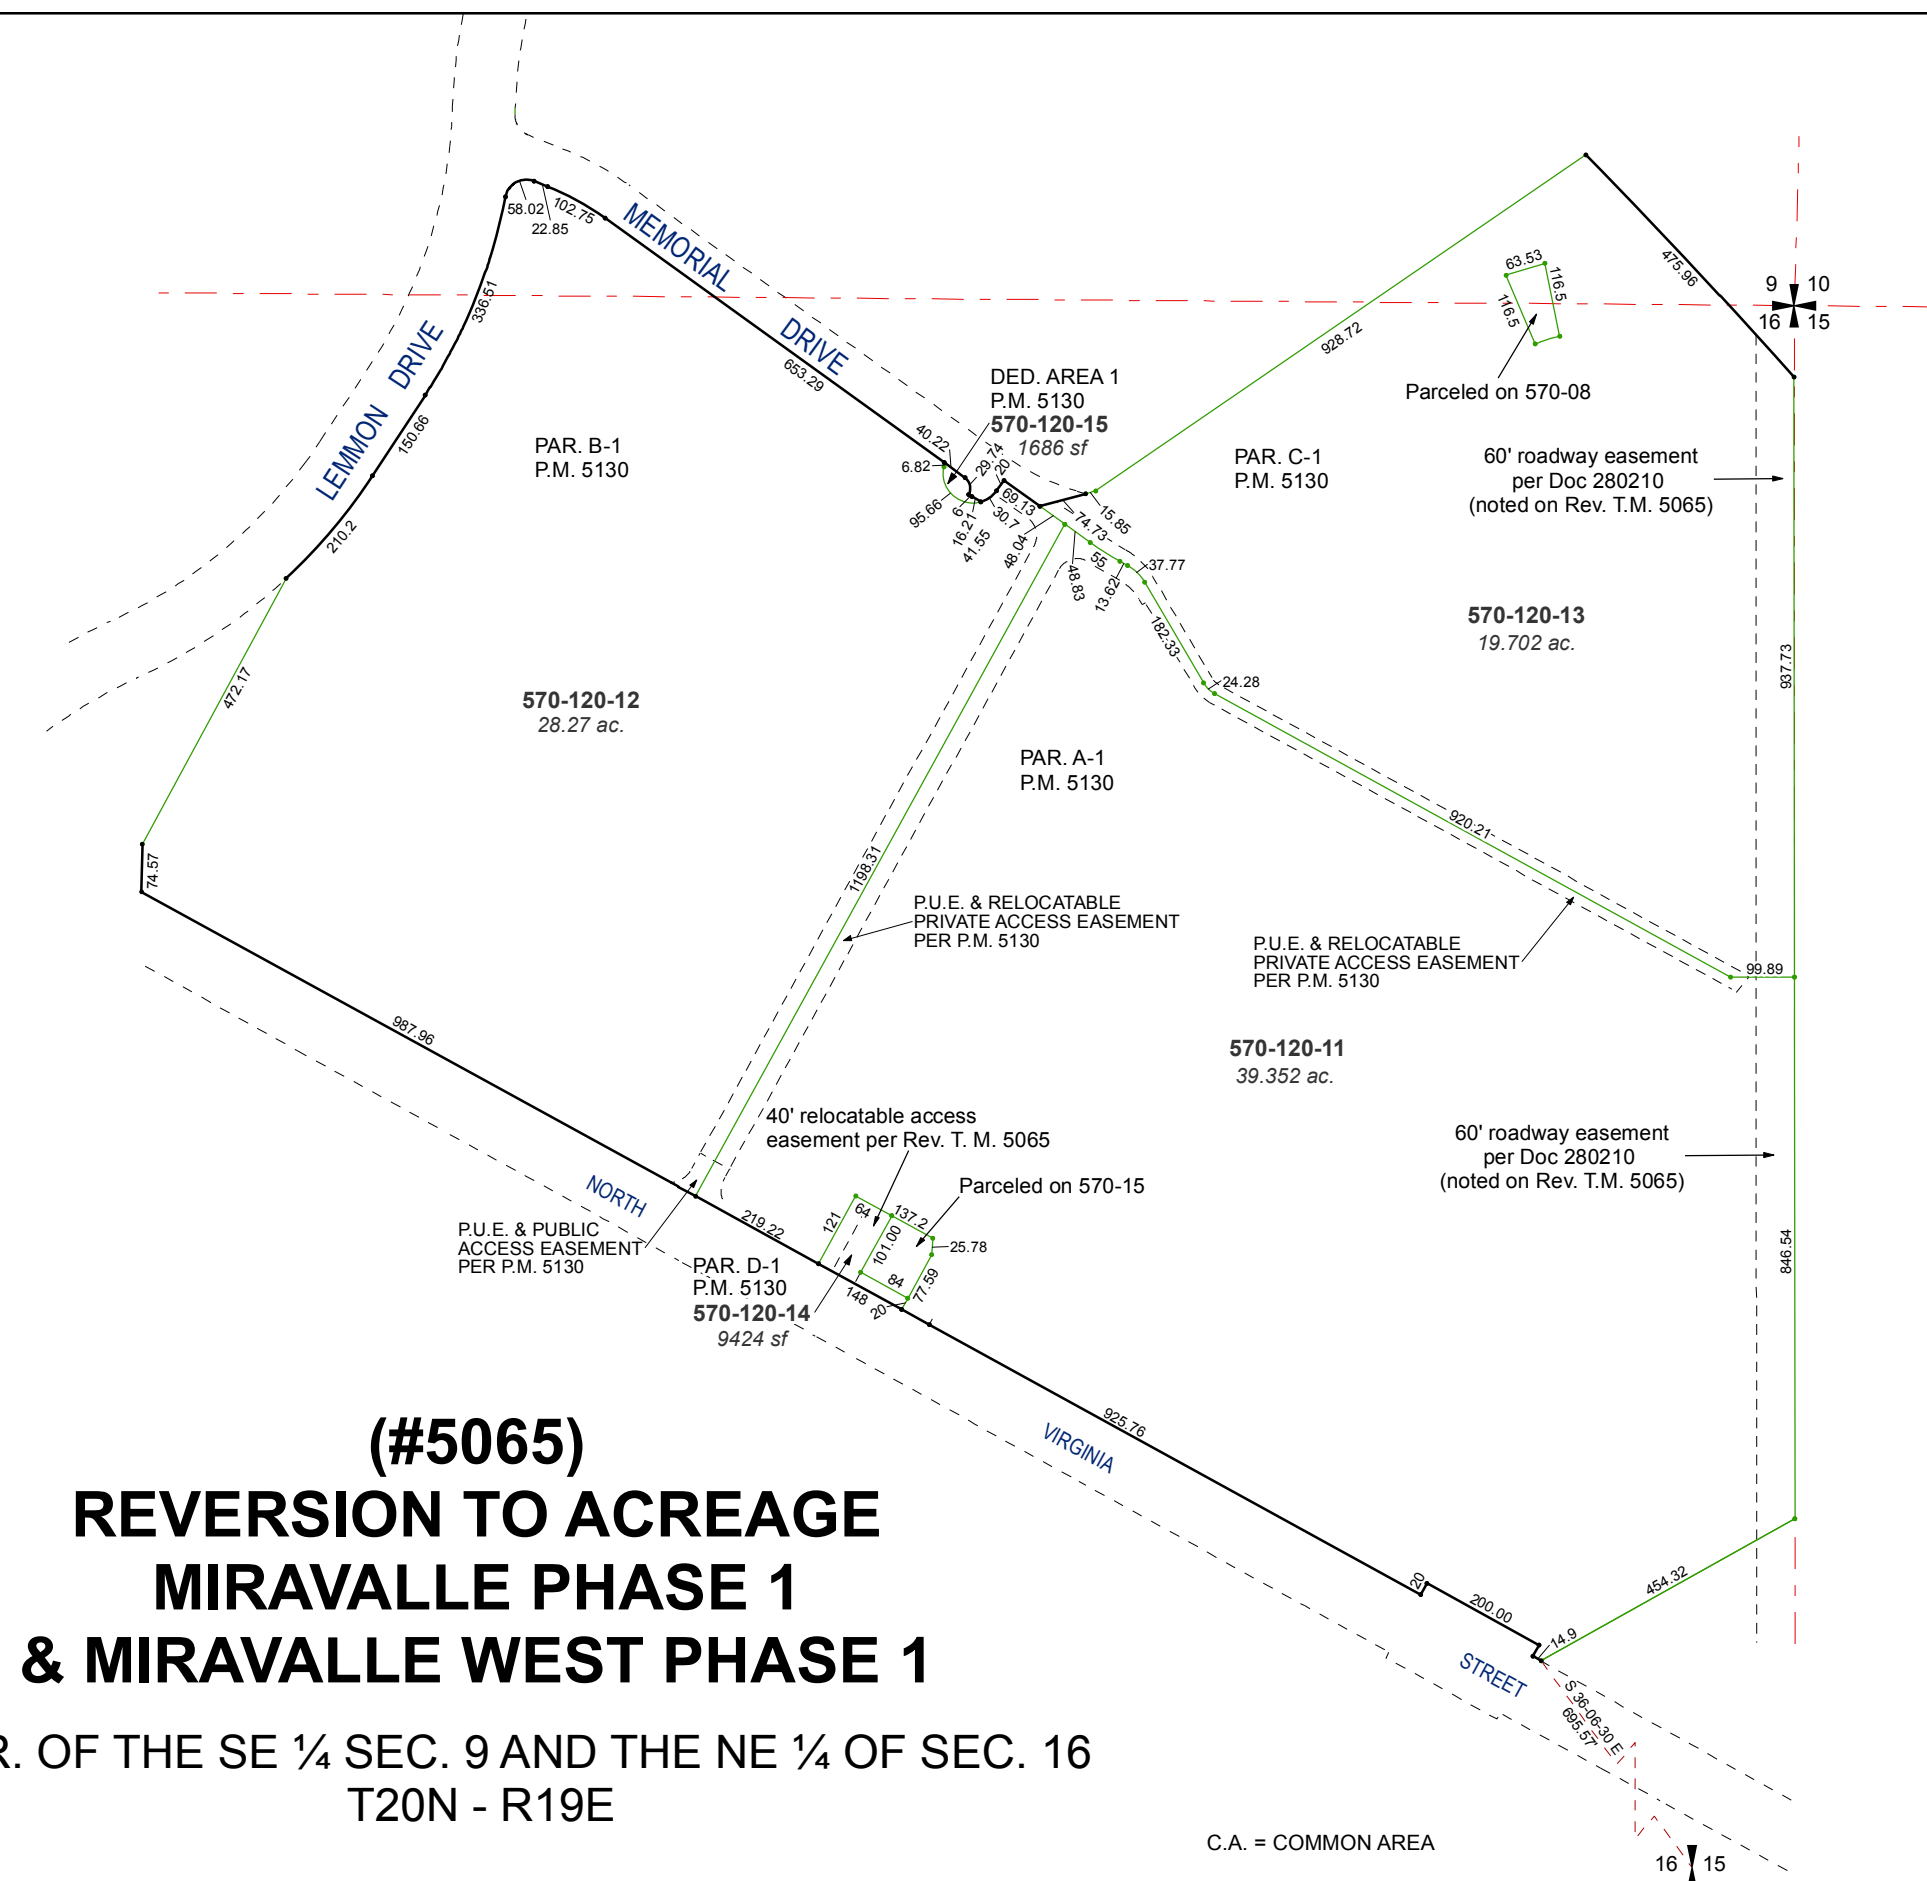 58.02
22.85
102.75
MEMORIAL
DRIVE
653.29
336.51
LEMMON DRIVE
150.66
210.2
PAR. B-1
P.M. 5130
DED. AREA 1
P.M. 5130
570-120-15
1686 sf
40.22
6.82
29.74
20
95.66
6
16.21
41.55
30.7
69.13
48.04
74.73
15.85
55
48.83
13.62
37.77
182.33
24.28
928.72
63.53
116.5
116.5
475.96
9
10
16
15
Parceled on 570-08
PAR. C-1
P.M. 5130
60' roadway easement
per Doc 280210
(noted on Rev. T.M. 5065)
570-120-13
19.702 ac.
937.73
472.17
570-120-12
28.27 ac.
PAR. A-1
P.M. 5130
920.21
74.57
1198.31
P.U.E. & RELOCATABLE
PRIVATE ACCESS EASEMENT
PER P.M. 5130
P.U.E. & RELOCATABLE
PRIVATE ACCESS EASEMENT
PER P.M. 5130
99.89
987.96
570-120-11
39.352 ac.
40' relocatable access
easement per Rev. T. M. 5065
60' roadway easement
per Doc 280210
(noted on Rev. T.M. 5065)
Parceled on 570-15
NORTH
219.22
121
64
137.2
101.00
25.78
84
77.59
148
20
P.U.E. & PUBLIC
ACCESS EASEMENT
PER P.M. 5130
PAR. D-1
P.M. 5130
570-120-14
9424 sf
846.54
925.76
VIRGINIA
20
200.00
14.9
454.32
STREET
S 36-06-30 E
695.57'
(#5065)
REVERSION TO ACREAGE
MIRAVALLE PHASE 1
& MIRAVALLE WEST PHASE 1
R. OF THE SE ¼ SEC. 9 AND THE NE ¼ OF SEC. 16
T20N - R19E
C.A. = COMMON AREA
16
15